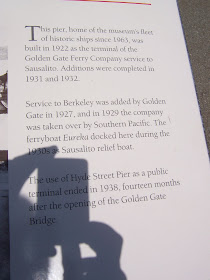 This pier, home of the museum's fleet
of historic ships since 1963, was
built in 1922 as the terminal of the
Golden Gate Ferry Company service to
Sausalito. Additions were completed in
1931 and 1932.
Service to Berkeley was added by Golden
Gate in 1927, and in 1929 the company
was taken over by Southern Pacific. The
ferryboat Eureka docked here during the
1930s as Sausalito relief boat.
The use of Hyde Street Pier as a public
terminal ended in 1938, fourteen months
after the opening of the Golden Gate
Bridge.